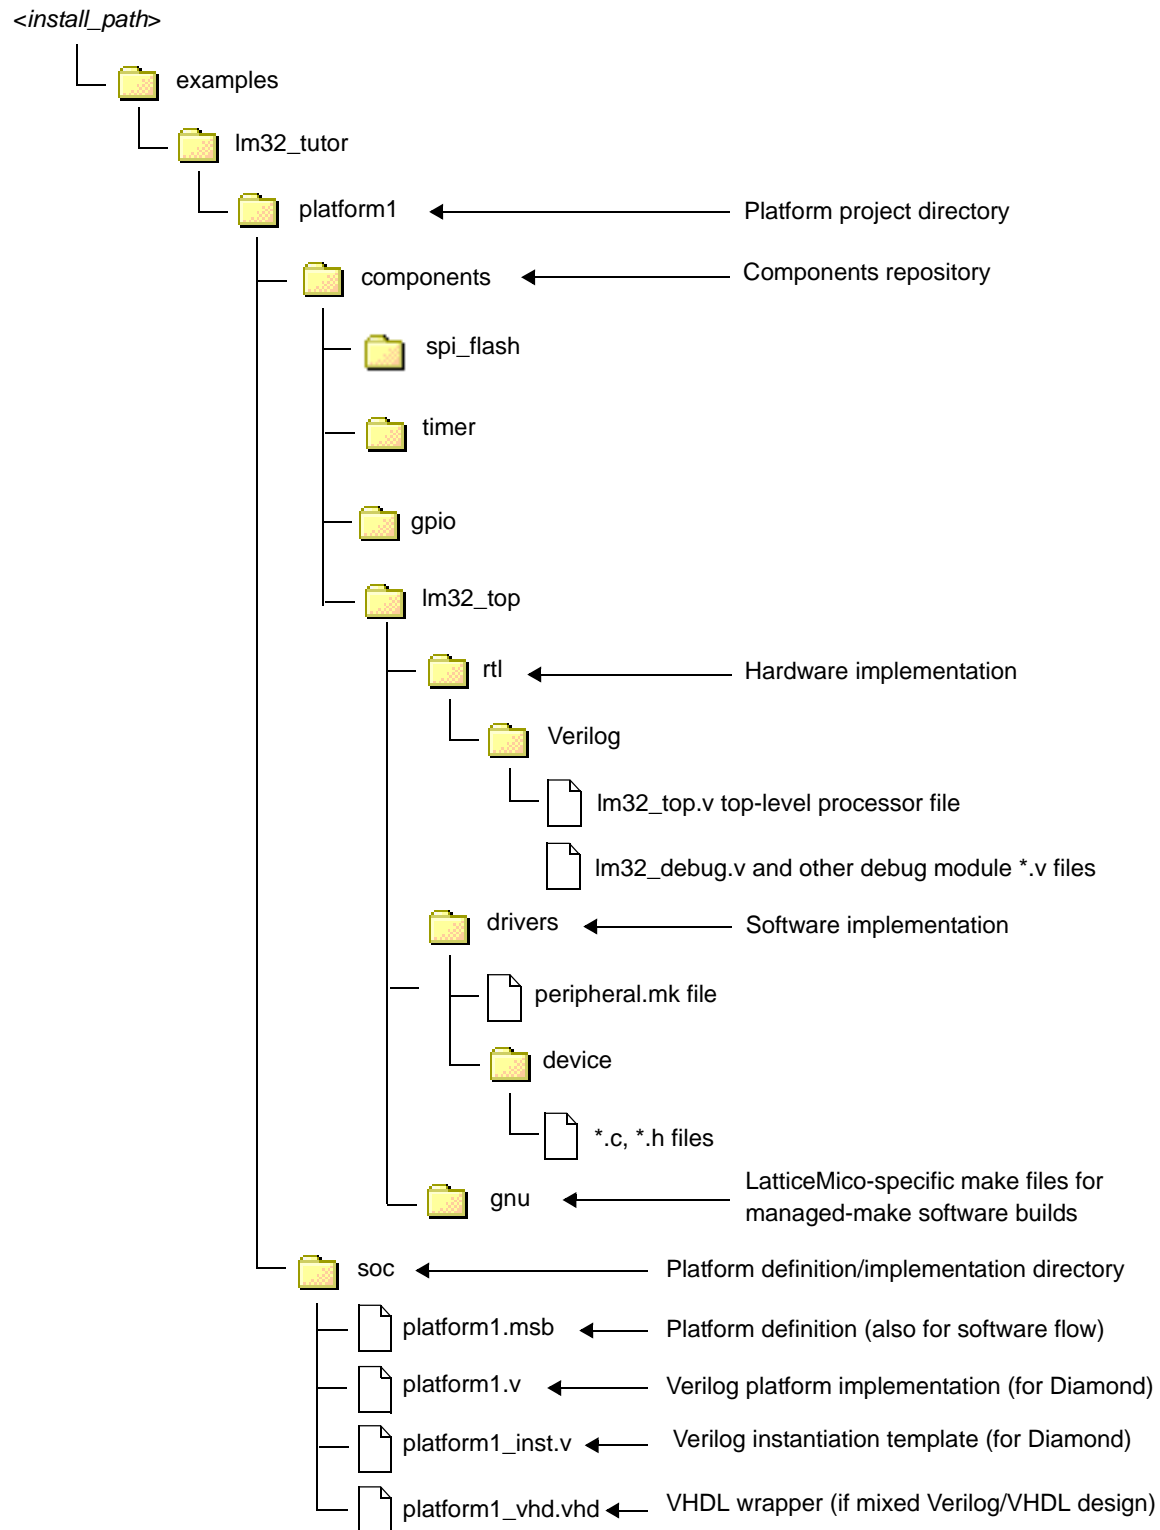 <install_path>
examples
lm32_tutor
platform1
Platform project directory
components
Components repository
spi_flash
timer
gpio
lm32_top
rtl
Hardware implementation
Verilog
lm32_top.v top-level processor file
lm32_debug.v and other debug module *.v files
drivers
Software implementation
peripheral.mk file
device
*.c, *.h files
gnu
LatticeMico-specific make files for
managed-make software builds
soc
Platform definition/implementation directory
platform1.msb
Platform definition (also for software flow)
platform1.v
Verilog platform implementation (for Diamond)
platform1_inst.v
Verilog instantiation template (for Diamond)
platform1_vhd.vhd
VHDL wrapper (if mixed Verilog/VHDL design)